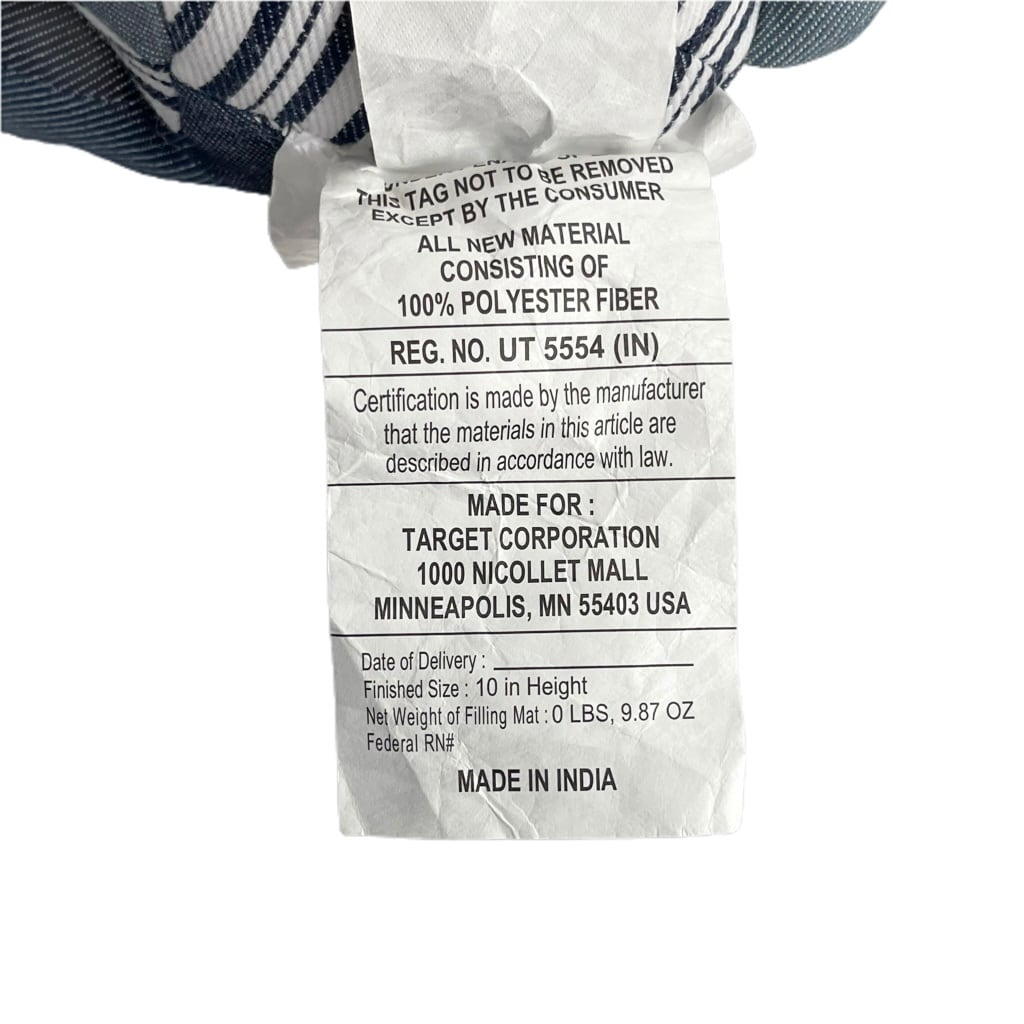 THIS TAG NOT TO BE REMOVED
EXCEPT BY THE CONSUMER
ALL NEW MATERIAL
CONSISTING OF
100% POLYESTER FIBER
REG. NO. UT 5554 (IN)
Certification is made by the manufacturer
that the materials in this article are
described in accordance with law.
MADE FOR :
TARGET CORPORATION
1000 NICOLLET MALL
MINNEAPOLIS, MN 55403 USA
Date of Delivery :
Finished Size : 10 in Height
Net Weight of Filling Mat : 0 LBS, 9.87 OZ
Federal RN#
MADE IN INDIA